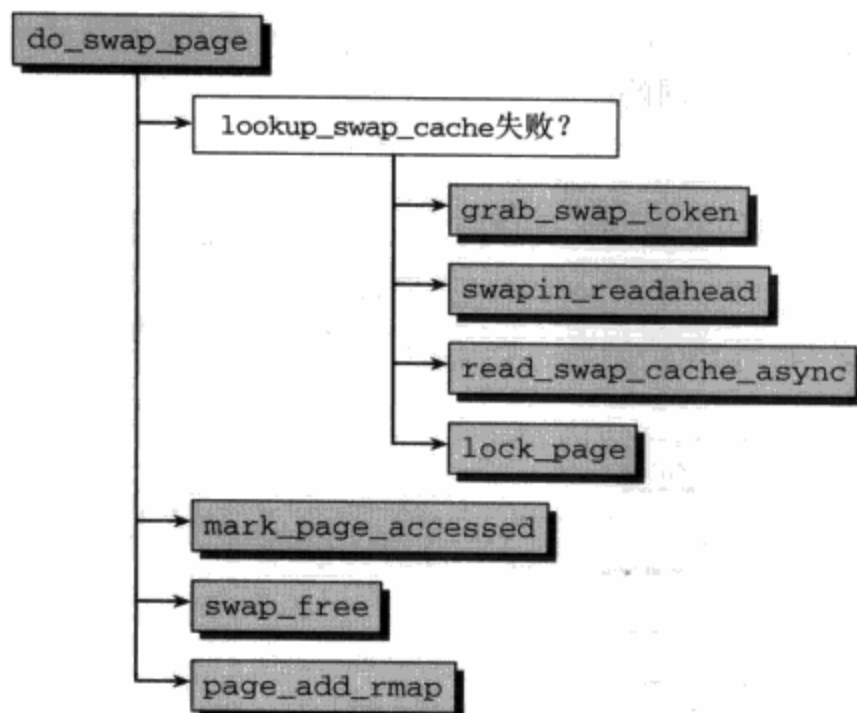 do_swap_page
lookup_swap_cache失败？
grab_swap_token
swapin_readahead
read_swap_cache_async
lock_page
mark_page_accessed
swap_free
page_add_rmap